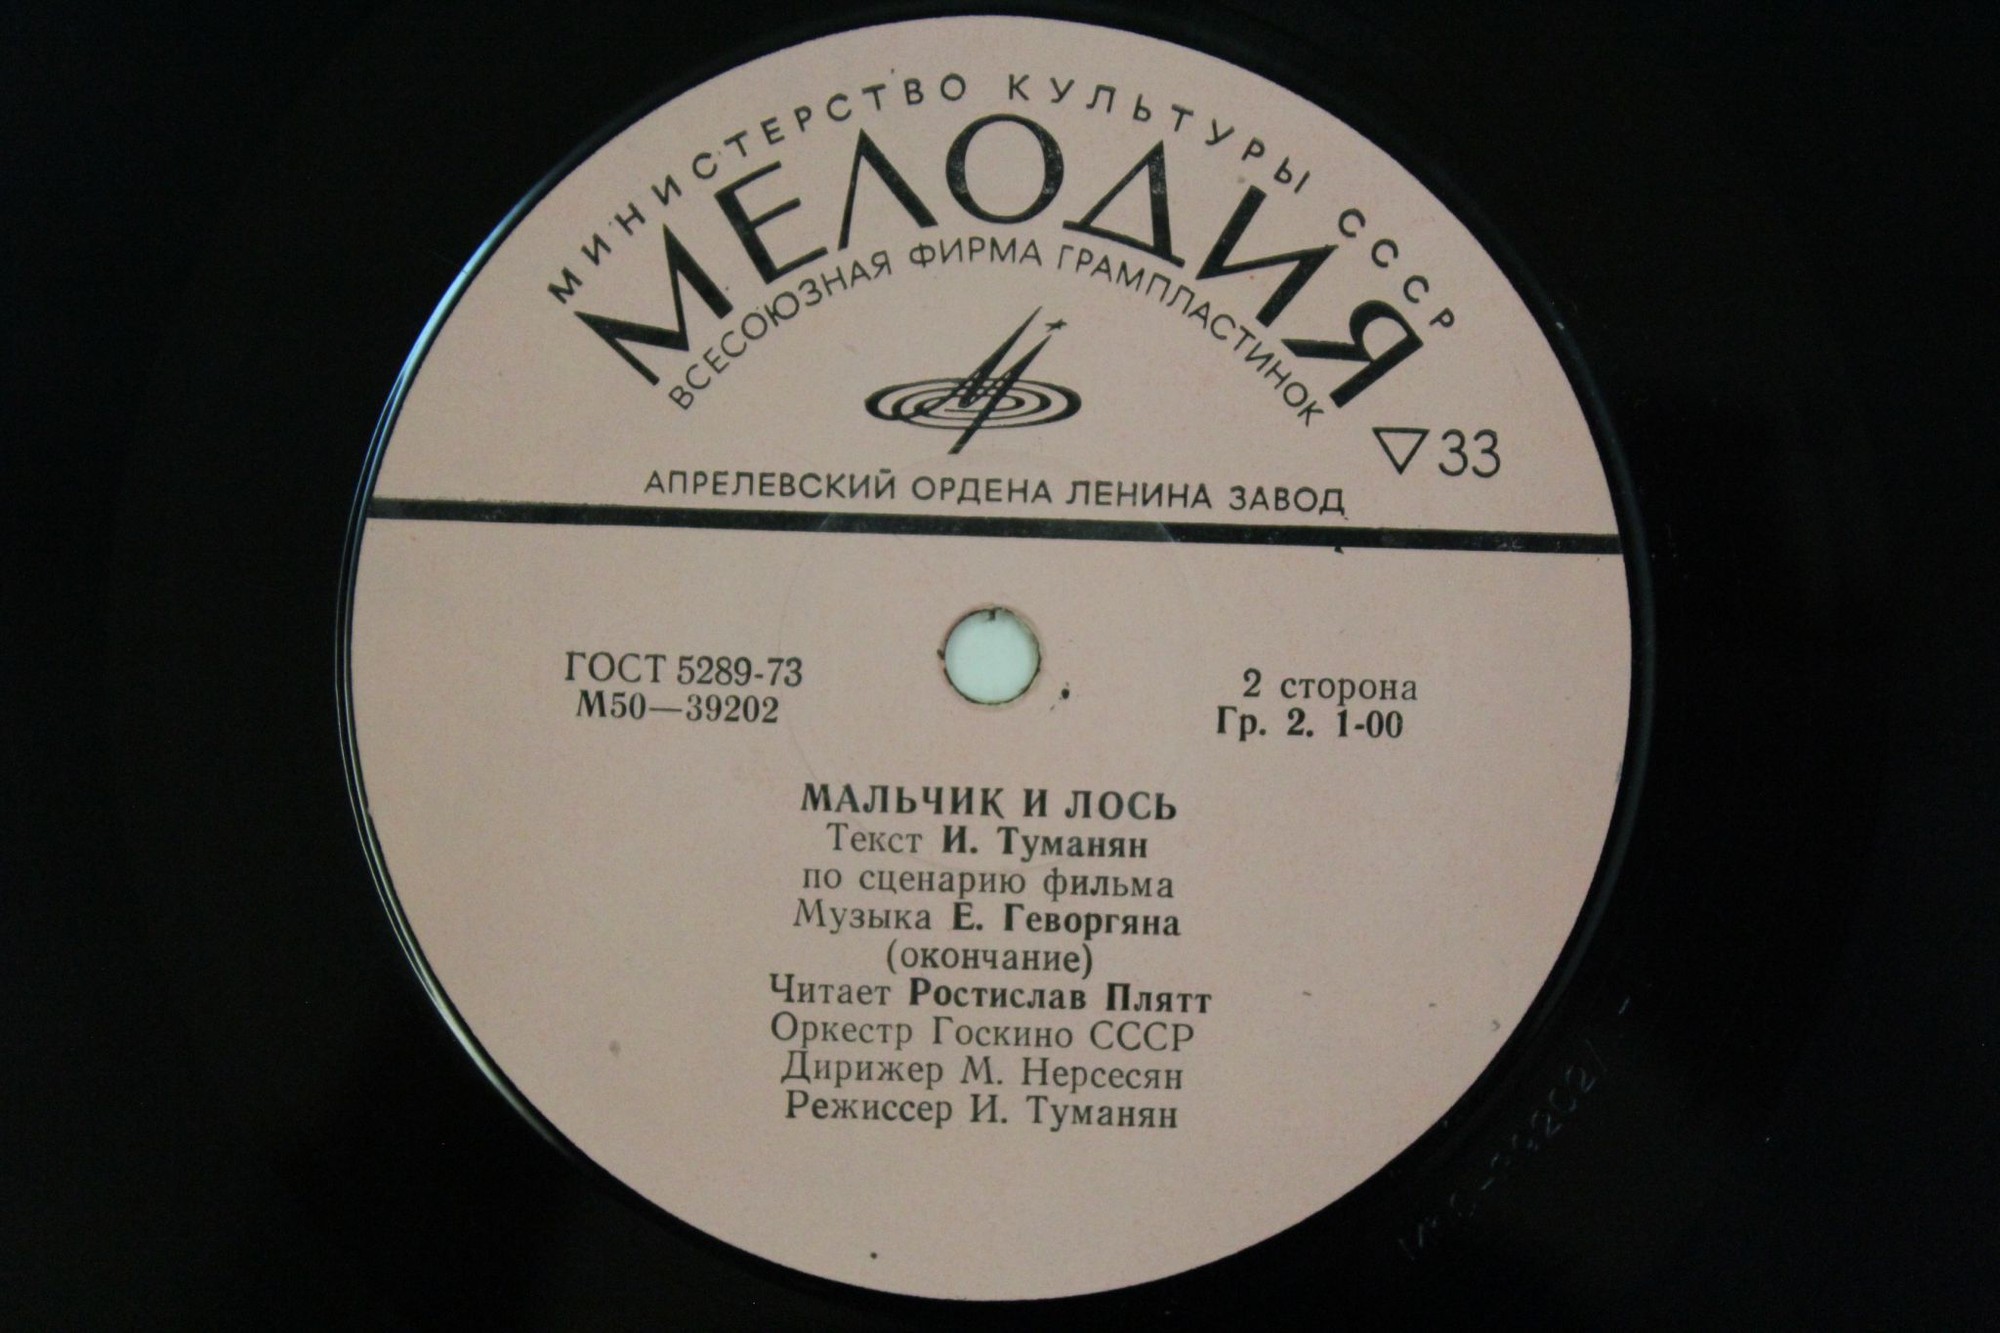 МИНИСТЕРСТВО КУЛЬТУРЫ СССР
МЕЛОДИЯ
ВСЕСОЮЗНАЯ ФИРМА ГРАМПЛАСТИНОК
33
АПРЕЛЕВСКИЙ ОРДЕНА ЛЕНИНА ЗАВОД
ГОСТ 5289-73
М50—39202
2 сторона
Гр. 2. 1-00
МАЛЬЧИК И ЛОСЬ
Текст И. Туманян
по сценарию фильма
Музыка Е. Геворгяна
(окончание)
Читает Ростислав Плятт
Оркестр Госкино СССР
Дирижер М. Нерсесян
Режиссер И. Туманян